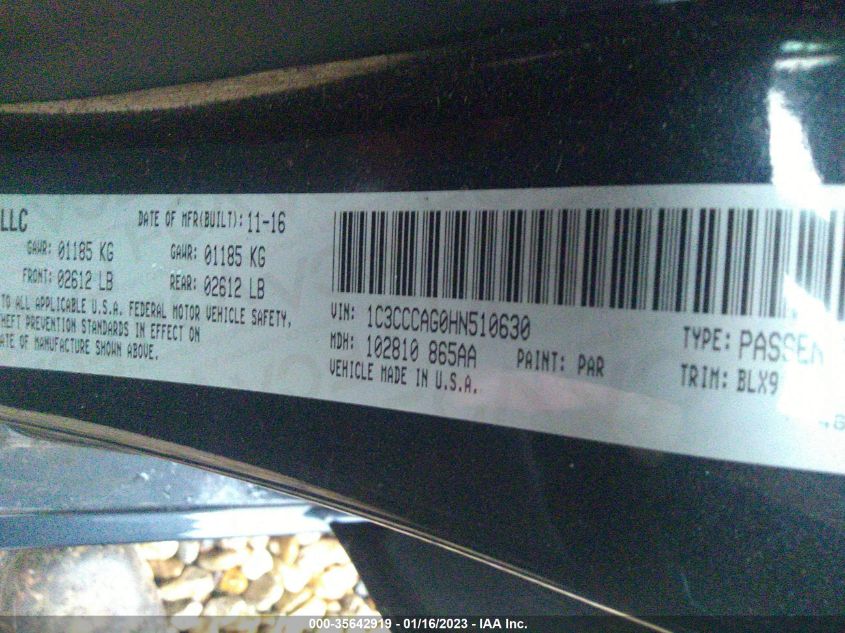 LLC DATE OF MFR(BUILT): 11-16
GAWR: 01185 KG GAWR: 01185 KG
FRONT: 02612 LB REAR: 02612 LB
TO ALL APPLICABLE U.S.A. FEDERAL MOTOR VEHICLE SAFETY,
HEFT PREVENTION STANDARDS IN EFFECT ON
ATE OF MANUFACTURE SHOWN ABOVE.
VIN: 1C3CCCAG0HN510630
MDH: 102810 865AA PAINT: PAR
VEHICLE MADE IN U.S.A.
TYPE: PASSEN
TRIM: BLX9
000-35642919 - 01/16/2023 - IAA Inc.